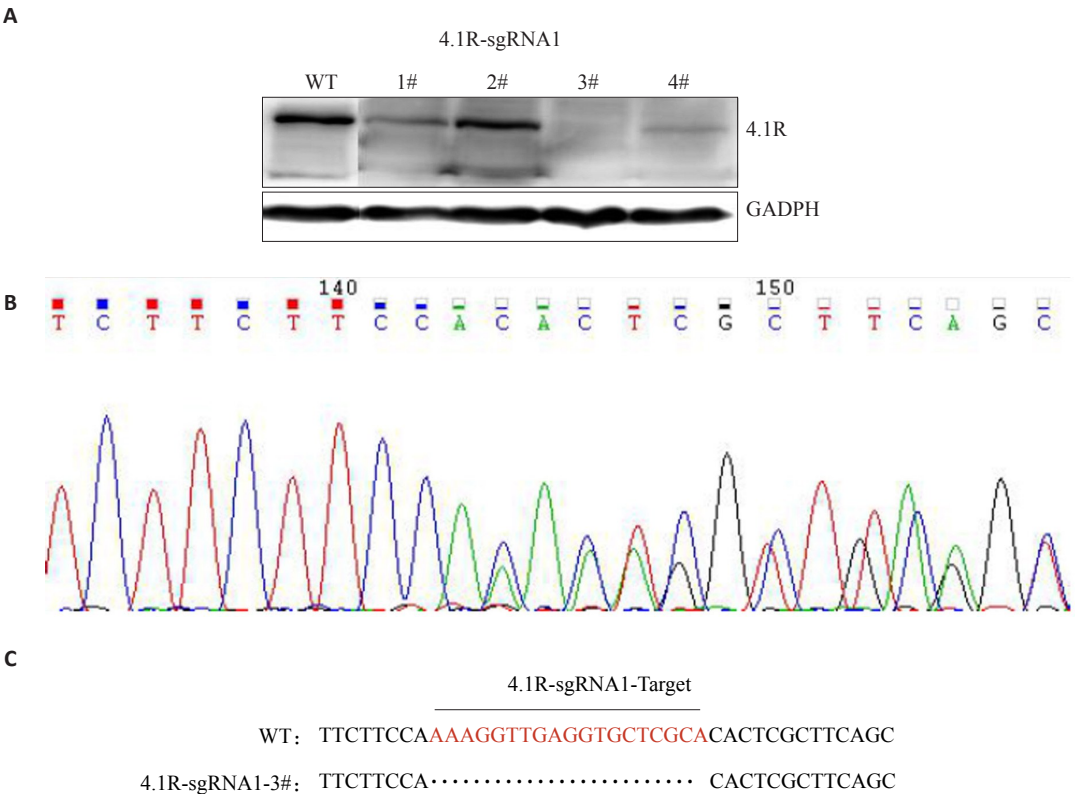 A
4.1R-sgRNA1
WT 1# 2# 3# 4#
4.1R
GADPH
B
140 150
T C T T C T T C C A C A C T C G C T T C A G C
C
4.1R-sgRNA1-Target
WT: TTCTTCCAAAAGGTTGAGGTGCTCGCACACTCGCTTCAGC
4.1R-sgRNA1-3#: TTCTTCCA························CACTCGCTTCAGC